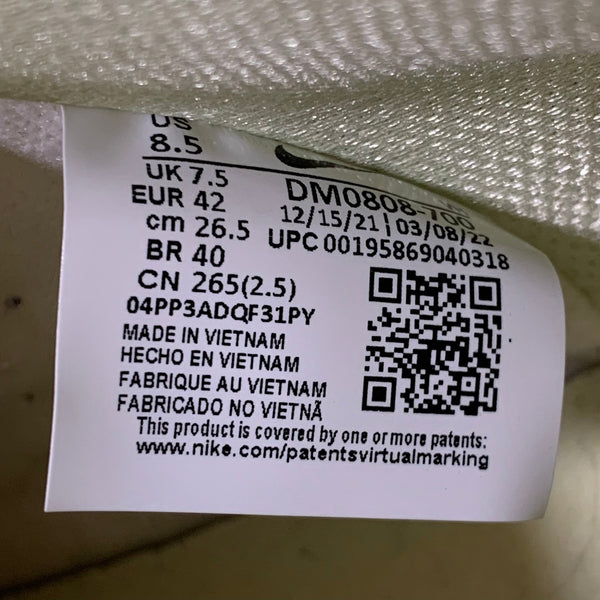 US
8.5
UK 7.5
EUR 42
cm 26.5
BR 40
CN 265(2.5)
DM0808-700
12/15/21 | 03/08/22
UPC 00195869040318
04PP3ADQF31PY
MADE IN VIETNAM
HECHO EN VIETNAM
FABRIQUE AU VIETNAM
FABRICADO NO VIETNÃ
This product is covered by one or more patents:
www.nike.com/patentsvirtualmarking